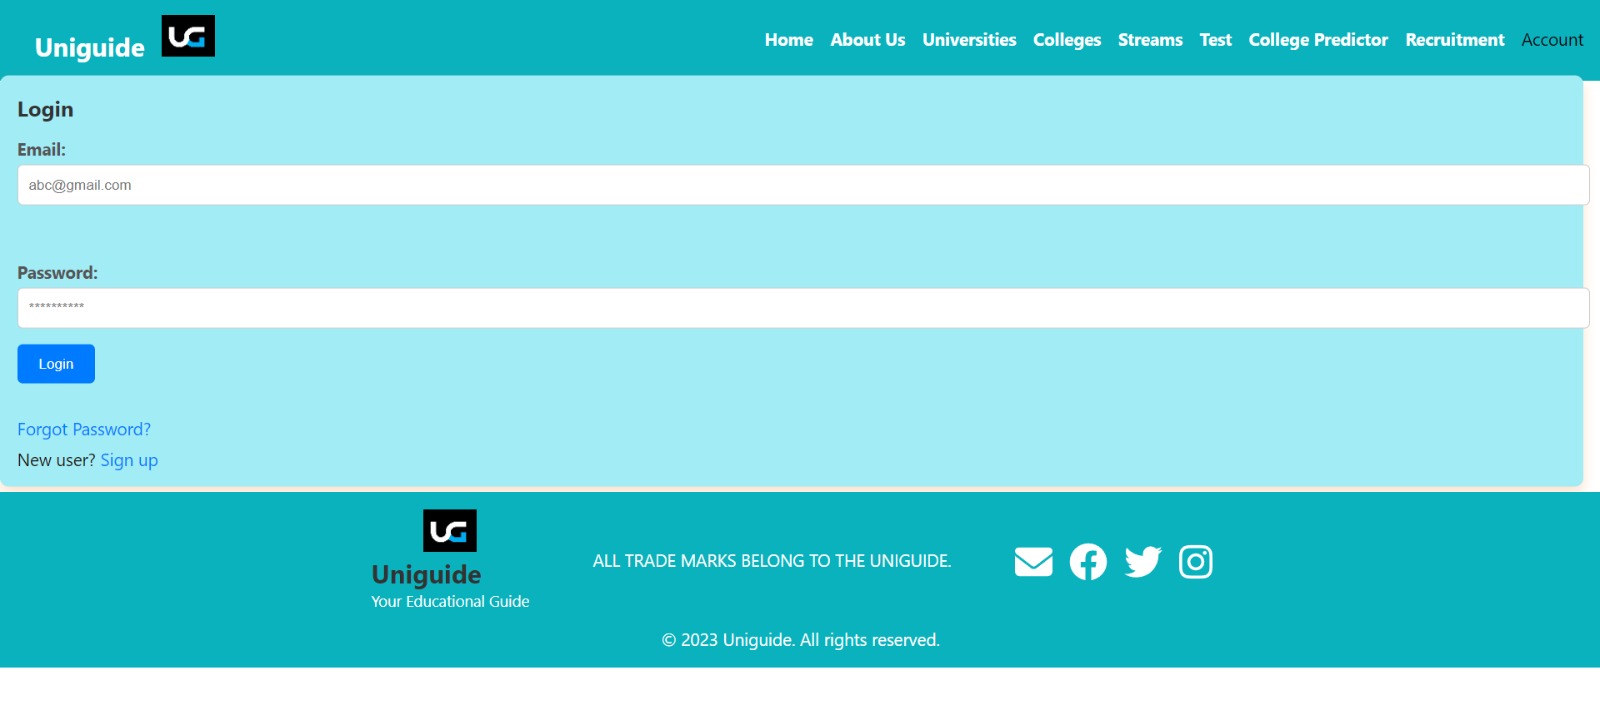 Uniguide UG Home About Us Universities Colleges Streams Test College Predictor Recruitment Account
Login
Email:
abc@gmail.com
Password:
**********
Login
Forgot Password?
New user? Sign up
UG
Uniguide
Your Educational Guide
ALL TRADE MARKS BELONG TO THE UNIGUIDE.
© 2023 Uniguide. All rights reserved.